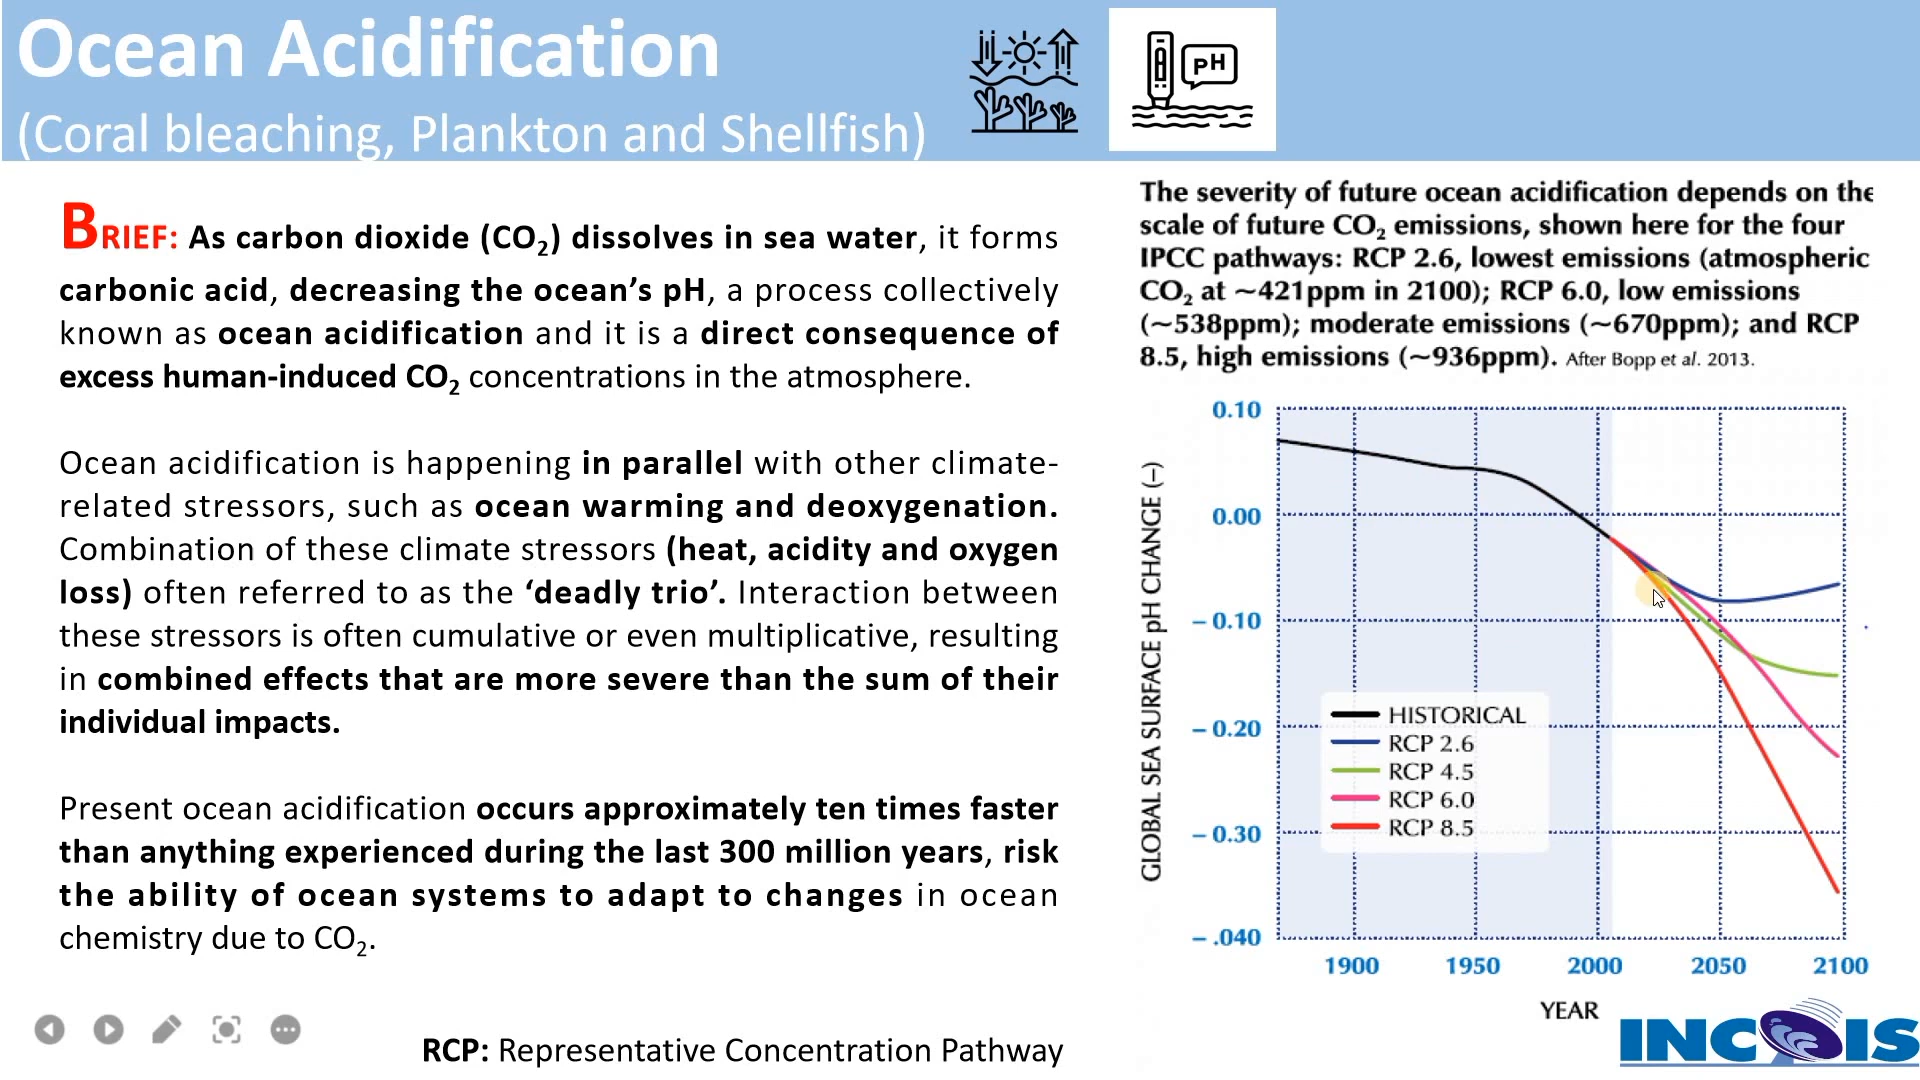 Ocean Acidification
(Coral bleaching, Plankton and Shellfish)
PH
BRIEF: As carbon dioxide (CO₂) dissolves in sea water, it forms
carbonic acid, decreasing the ocean's pH, a process collectively
known as ocean acidification and it is a direct consequence of
excess human-induced CO₂ concentrations in the atmosphere.
Ocean acidification is happening in parallel with other climate-
related stressors, such as ocean warming and deoxygenation.
Combination of these climate stressors (heat, acidity and oxygen
loss) often referred to as the ‘deadly trio’. Interaction between
these stressors is often cumulative or even multiplicative, resulting
in combined effects that are more severe than the sum of their
individual impacts.
Present ocean acidification occurs approximately ten times faster
than anything experienced during the last 300 million years, risk
the ability of ocean systems to adapt to changes in ocean
chemistry due to CO₂.
RCP: Representative Concentration Pathway
The severity of future ocean acidification depends on the
scale of future CO₂ emissions, shown here for the four
IPCC pathways: RCP 2.6, lowest emissions (atmospheric
CO₂ at ~421ppm in 2100); RCP 6.0, low emissions
(~538ppm); moderate emissions (~670ppm); and RCP
8.5, high emissions (~936ppm). After Bopp et al. 2013.
GLOBAL SEA SURFACE pH CHANGE (–)
0.10
0.00
– 0.10
– 0.20
– 0.30
– .040
HISTORICAL
RCP 2.6
RCP 4.5
RCP 6.0
RCP 8.5
1900 1950 2000 2050 2100
YEAR
INCOIS